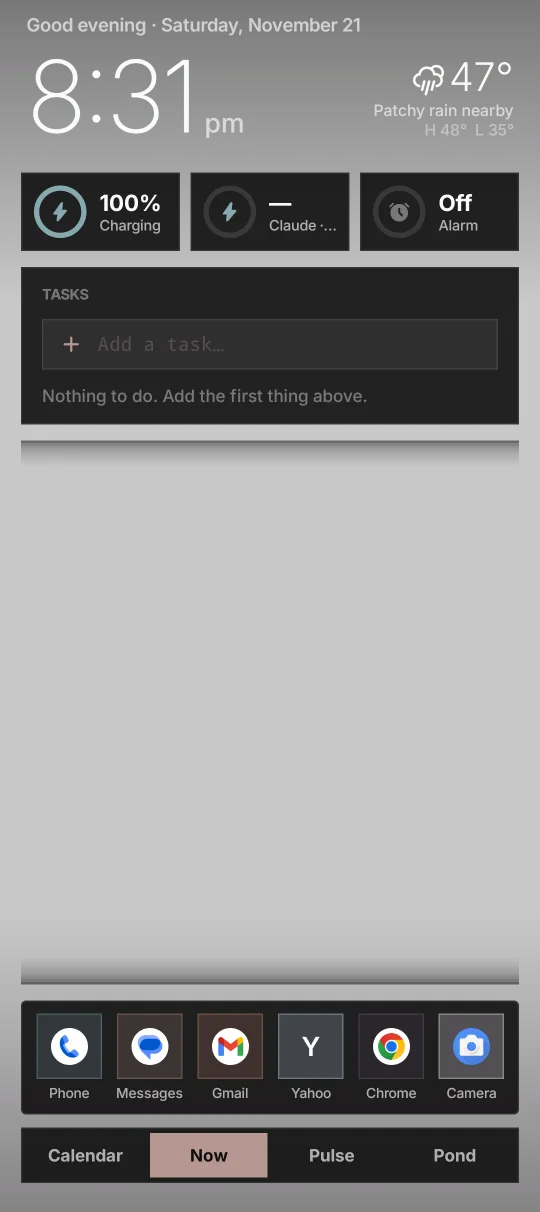 Good evening · Saturday, November 21
8:31 pm
47°
Patchy rain nearby
H 48° L 35°
100%
Charging
—
Claude ·…
Off
Alarm
TASKS
+ Add a task…
Nothing to do. Add the first thing above.
Y
Phone
Messages
Gmail
Yahoo
Chrome
Camera
Calendar
Now
Pulse
Pond